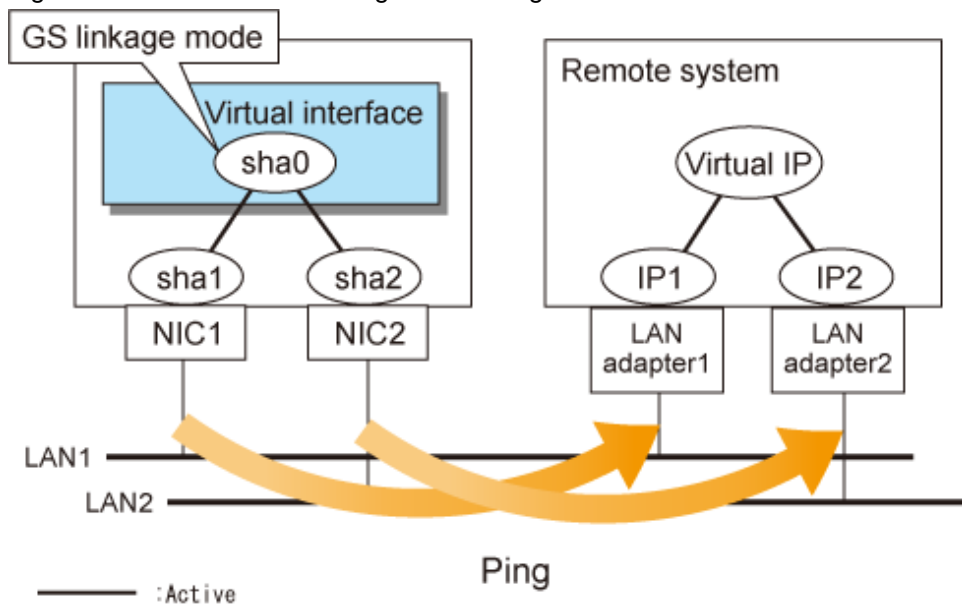 GS linkage mode
Remote system
Virtual interface
sha0
Virtual IP
sha1
sha2
IP1
IP2
NIC1
NIC2
LAN
adapter1
LAN
adapter2
LAN1
LAN2
Ping
:Active